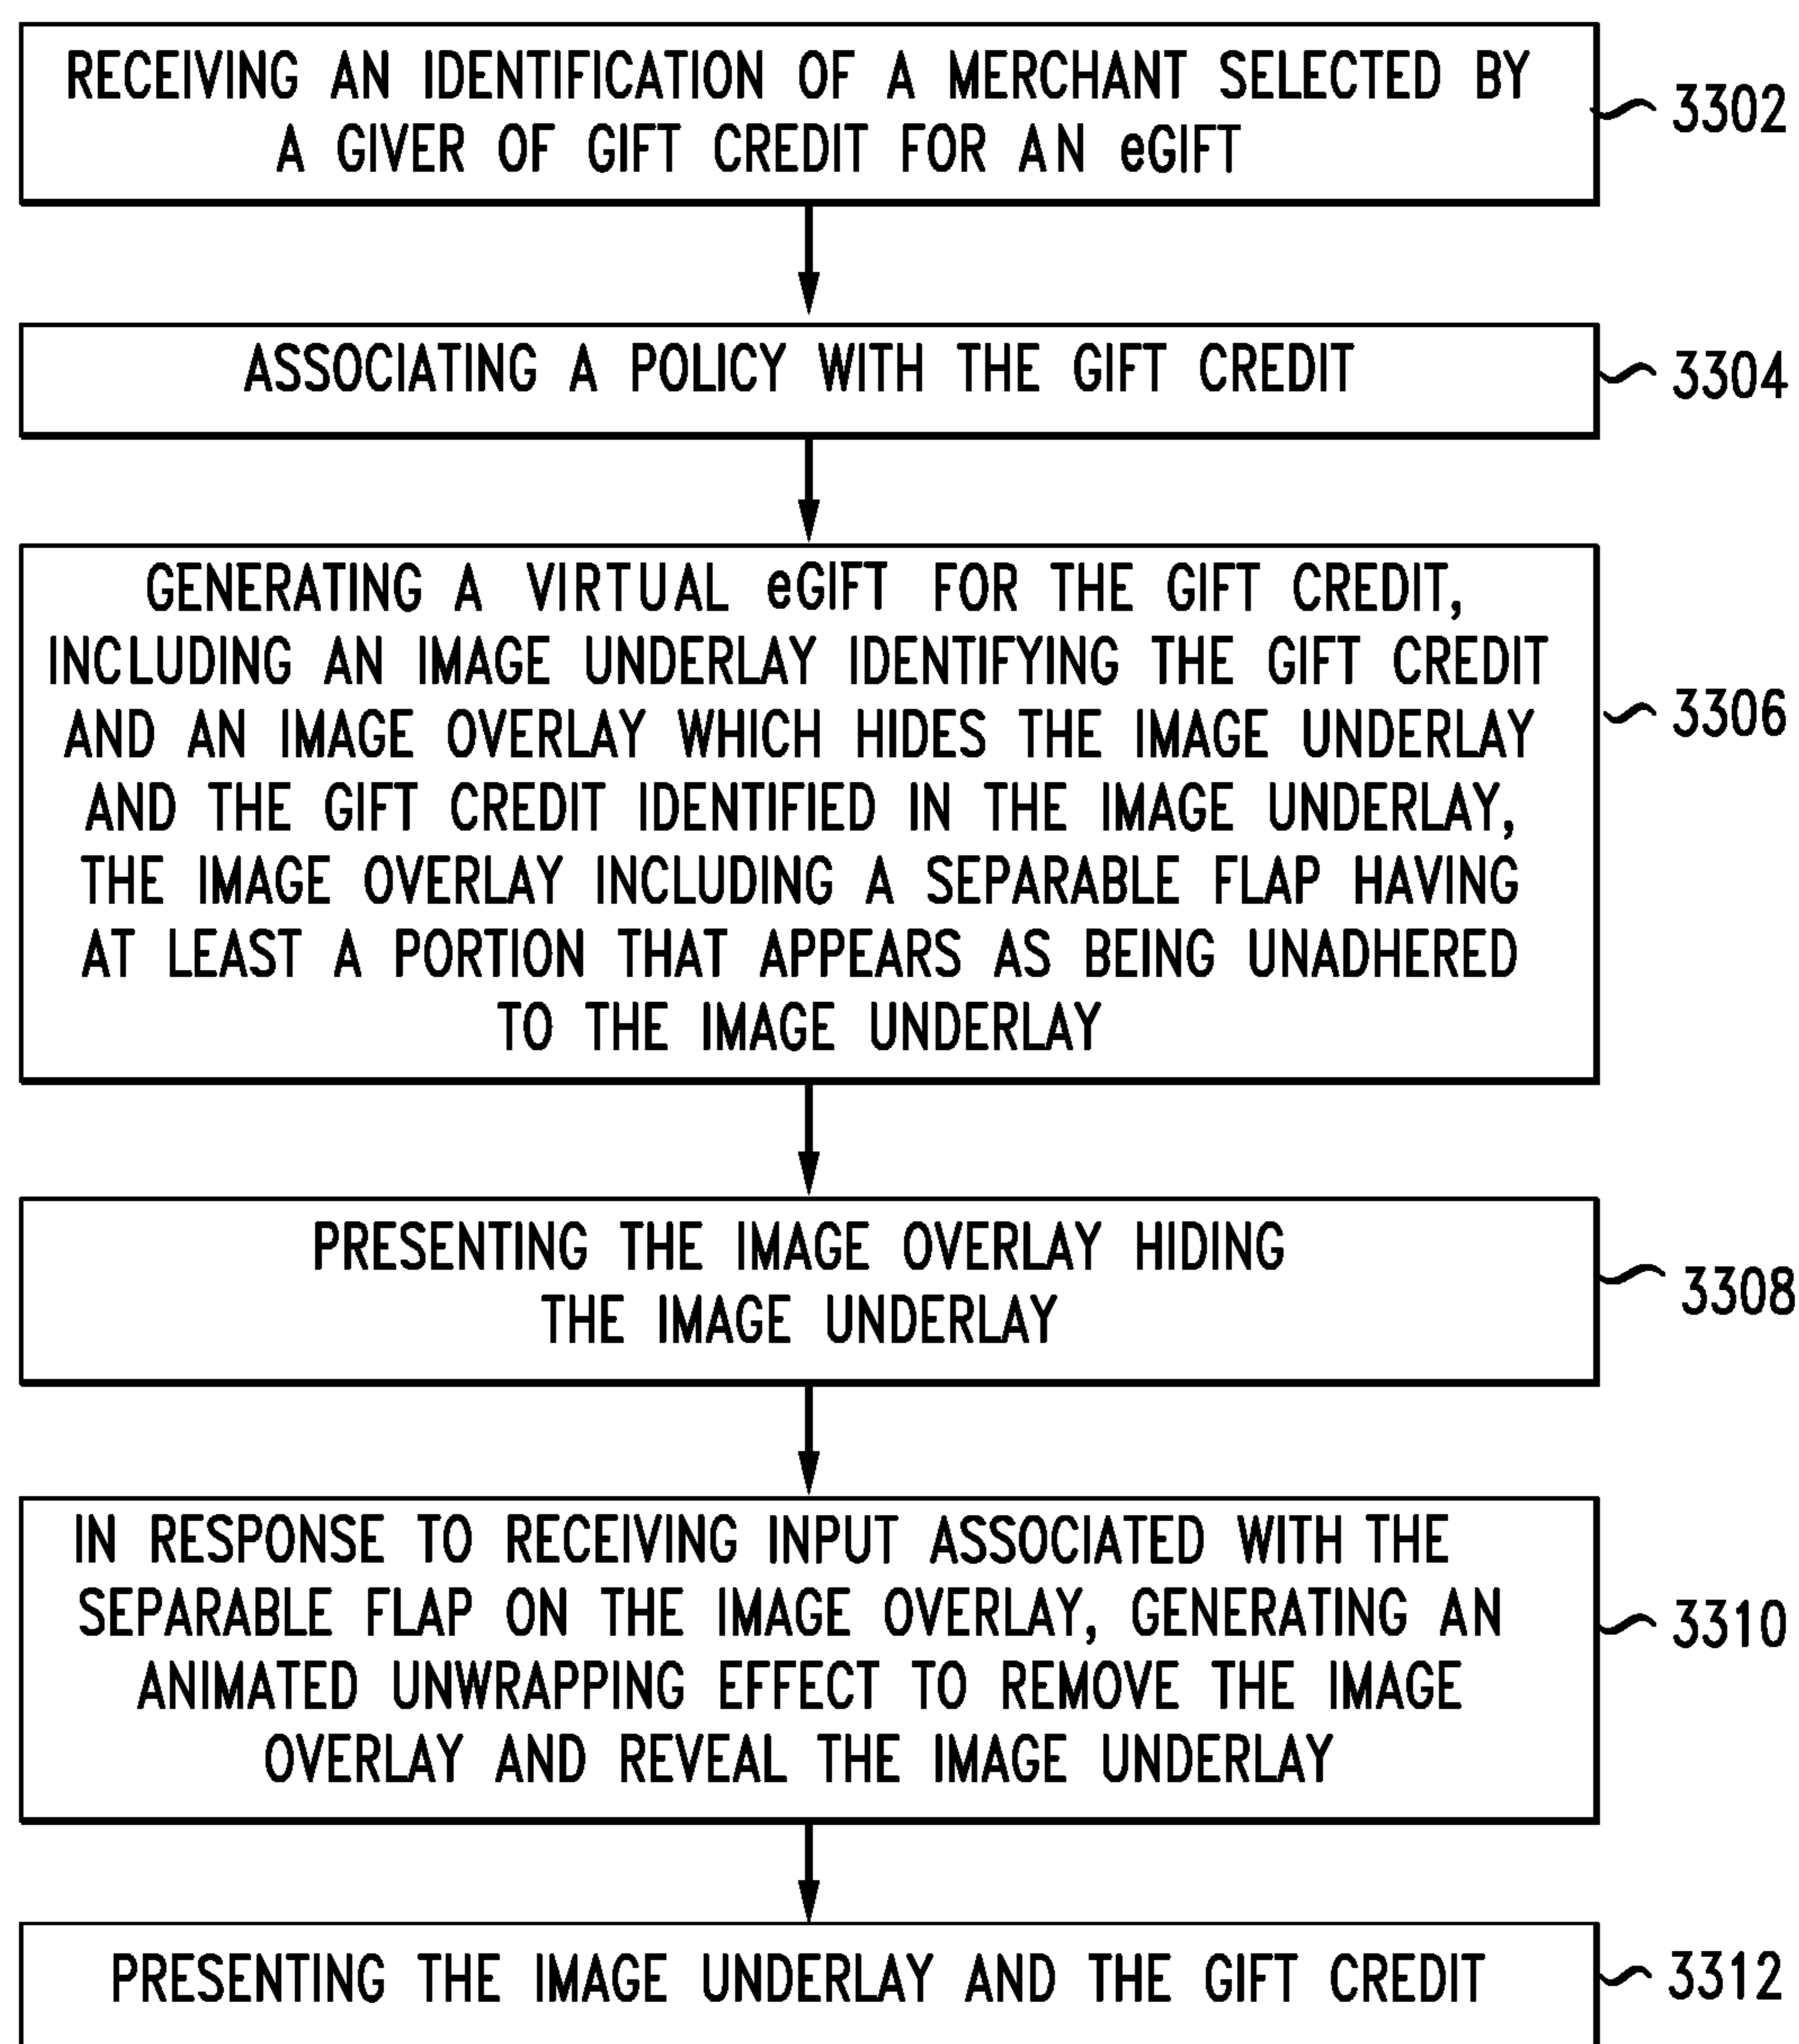 RECEIVING AN IDENTIFICATION OF A MERCHANT SELECTED BY
A GIVER OF GIFT CREDIT FOR AN eGIFT
3302
ASSOCIATING A POLICY WITH THE GIFT CREDIT
3304
GENERATING A VIRTUAL eGIFT FOR THE GIFT CREDIT,
INCLUDING AN IMAGE UNDERLAY IDENTIFYING THE GIFT CREDIT
AND AN IMAGE OVERLAY WHICH HIDES THE IMAGE UNDERLAY
AND THE GIFT CREDIT IDENTIFIED IN THE IMAGE UNDERLAY,
THE IMAGE OVERLAY INCLUDING A SEPARABLE FLAP HAVING
AT LEAST A PORTION THAT APPEARS AS BEING UNADHERED
TO THE IMAGE UNDERLAY
3306
PRESENTING THE IMAGE OVERLAY HIDING
THE IMAGE UNDERLAY
3308
IN RESPONSE TO RECEIVING INPUT ASSOCIATED WITH THE
SEPARABLE FLAP ON THE IMAGE OVERLAY, GENERATING AN
ANIMATED UNWRAPPING EFFECT TO REMOVE THE IMAGE
OVERLAY AND REVEAL THE IMAGE UNDERLAY
3310
PRESENTING THE IMAGE UNDERLAY AND THE GIFT CREDIT
3312